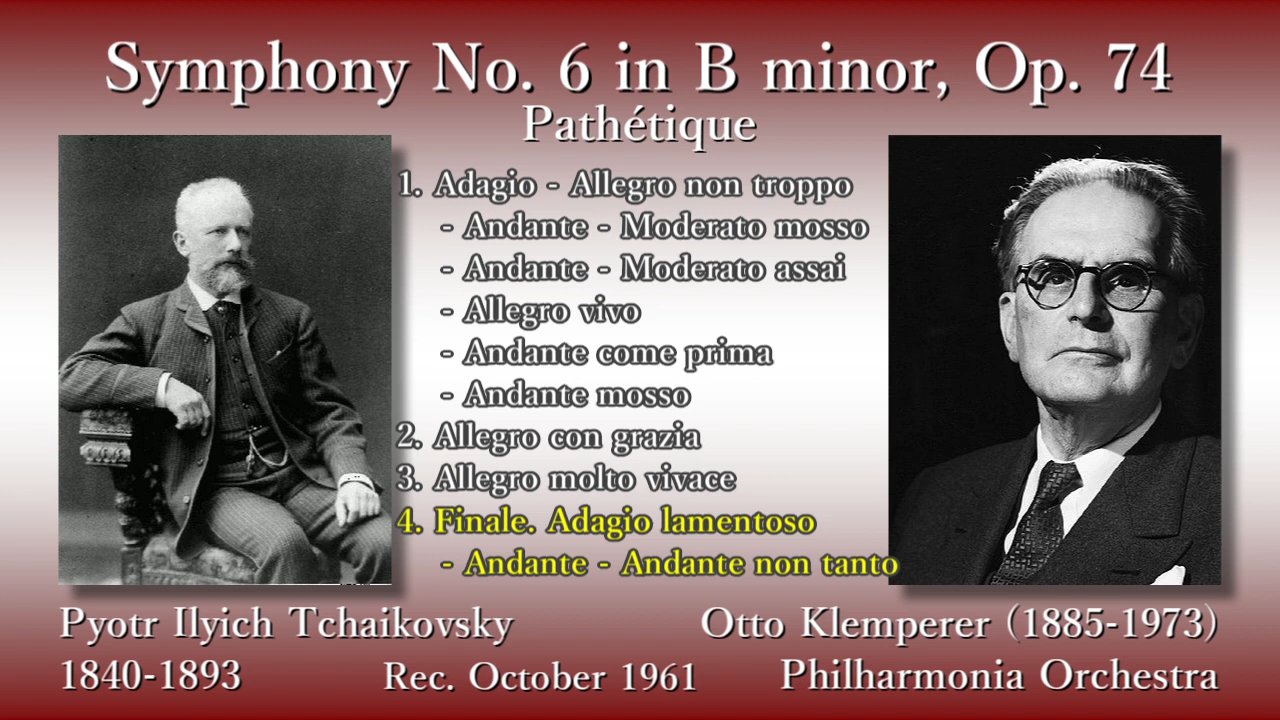 Symphony No. 6 in B minor, Op. 74
Pathétique
1. Adagio - Allegro non troppo
- Andante - Moderato mosso
- Andante - Moderato assai
- Allegro vivo
- Andante come prima
- Andante mosso
2. Allegro con grazia
3. Allegro molto vivace
4. Finale. Adagio lamentoso
- Andante - Andante non tanto
Pyotr Ilyich Tchaikovsky
1840-1893
Rec. October 1961
Otto Klemperer (1885-1973)
Philharmonia Orchestra